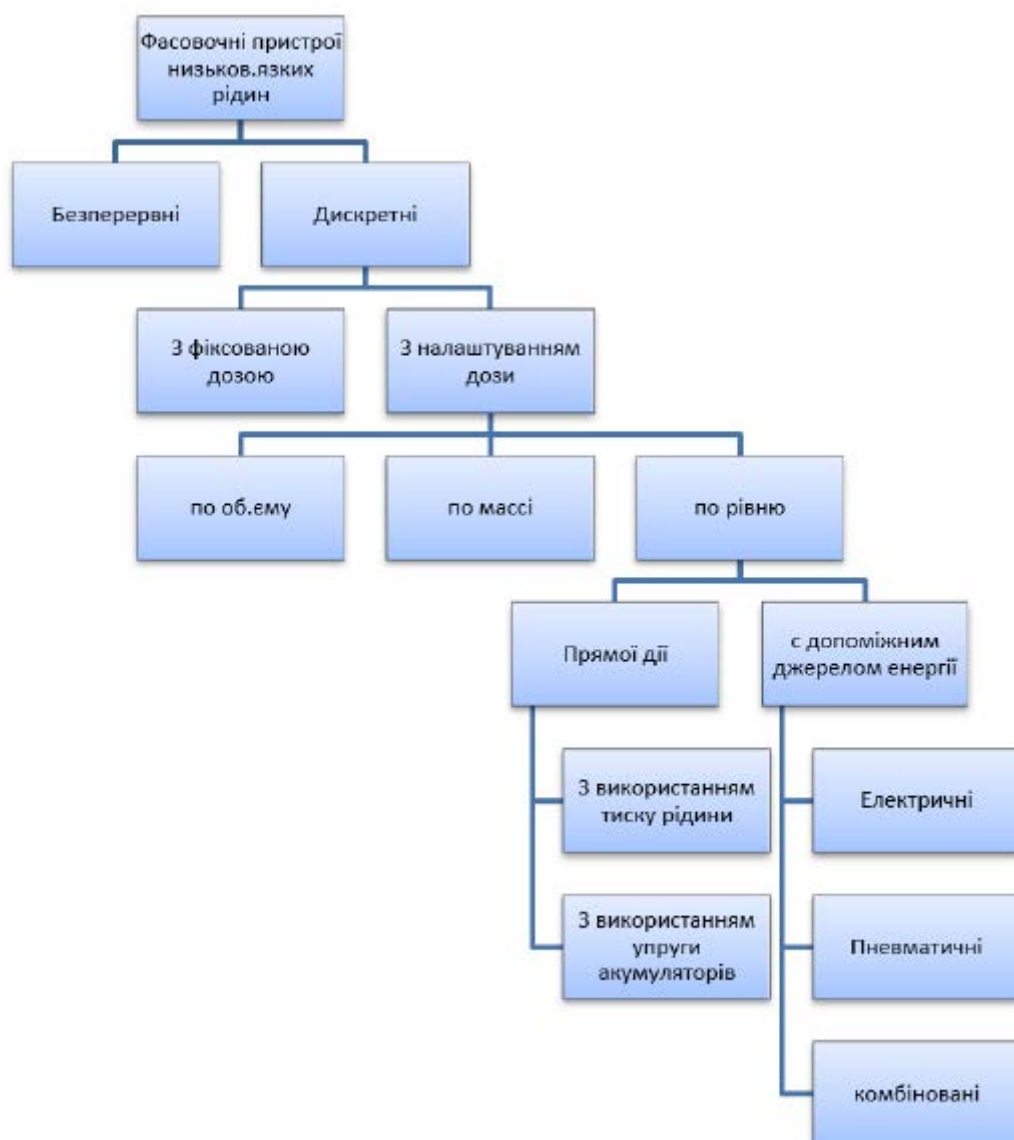 Фасовочні пристрої
низьков.язких
рідин
Безперервні
Дискретні
З фіксованою
дозою
З налаштуванням
дози
по об.єму
по массі
по рівню
Прямої дії
с допоміжним
джерелом енергії
З використанням
тиску рідини
Електричні
З використанням
упруги
акумуляторів
Пневматичні
комбіновані